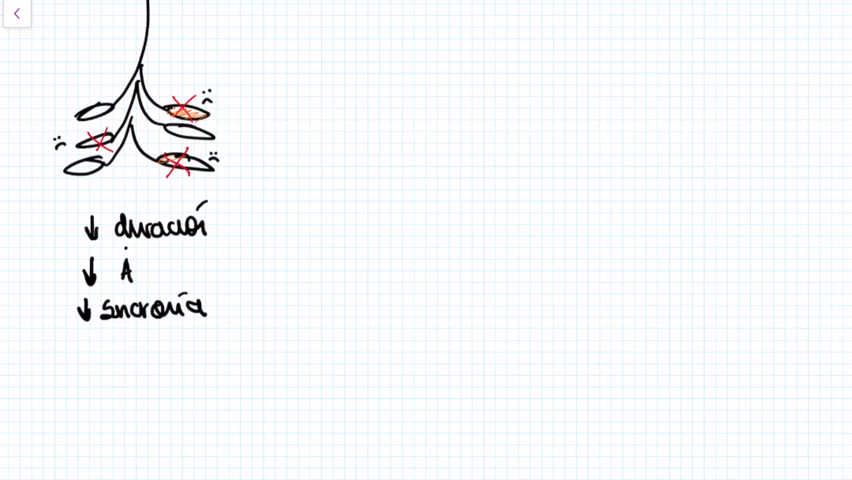 ↓ duración
↓ A
↓ sincronía